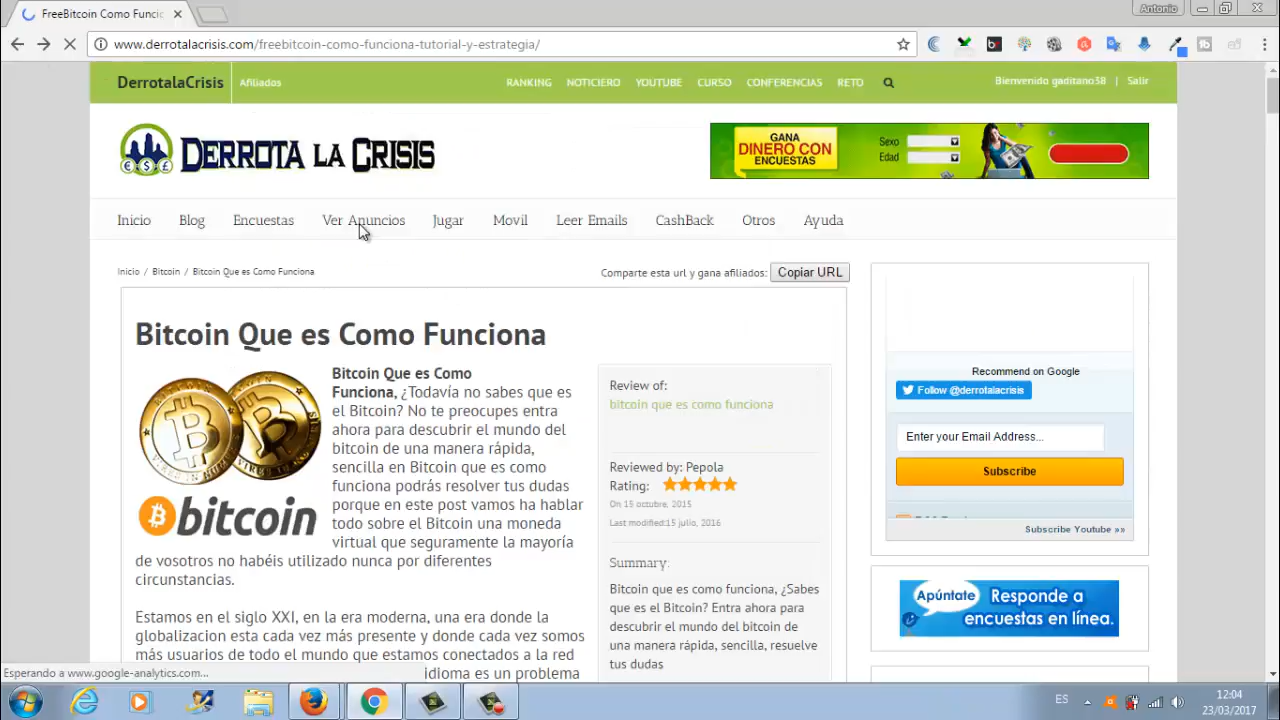 FreeBitcoin Como Funcio
Antonio
www.derrotalacrisis.com/freebitcoin-como-funciona-tutorial-y-estrategia/
DerrotalaCrisis Afiliados RANKING NOTICIERO YOUTUBE CURSO CONFERENCIAS RETO Bienvenido gaditano38 | Salir
DERROTA LA CRISIS
GANA
DINERO CON
ENCUESTAS
Sexo
Edad
Inicio Blog Encuestas Ver Anuncios Jugar Movil Leer Emails CashBack Otros Ayuda
Inicio / Bitcoin / Bitcoin Que es Como Funciona
Comparte esta url y gana afiliados: Copiar URL
Bitcoin Que es Como Funciona
bitcoin
Bitcoin Que es Como
Funciona, ¿Todavía no sabes que es
el Bitcoin? No te preocupes entra
ahora para descubrir el mundo del
bitcoin de una manera rápida,
sencilla en Bitcoin que es como
funciona podrás resolver tus dudas
porque en este post vamos ha hablar
todo sobre el Bitcoin una moneda
virtual que seguramente la mayoría
de vosotros no habéis utilizado nunca por diferentes
circunstancias.
Estamos en el siglo XXI, en la era moderna, una era donde la
globalizacion esta cada vez más presente y donde cada vez somos
más usuarios de todo el mundo que estamos conectados a la red
idioma es un problema
Review of:
bitcoin que es como funciona
Reviewed by: Pepola
Rating:
On 15 octubre, 2015
Last modified:15 julio, 2016
Summary:
Bitcoin que es como funciona, ¿Sabes
que es el Bitcoin? Entra ahora para
descubrir el mundo del bitcoin de
una manera rápida, sencilla, resuelve
tus dudas
Recommend on Google
Follow @derrotalacrisis
Enter your Email Address...
Subscribe
Subscribe Youtube »»
Apúntate Responde a
encuestas en línea.
Esperando a www.google-analytics.com...
ES
12:04
23/03/2017